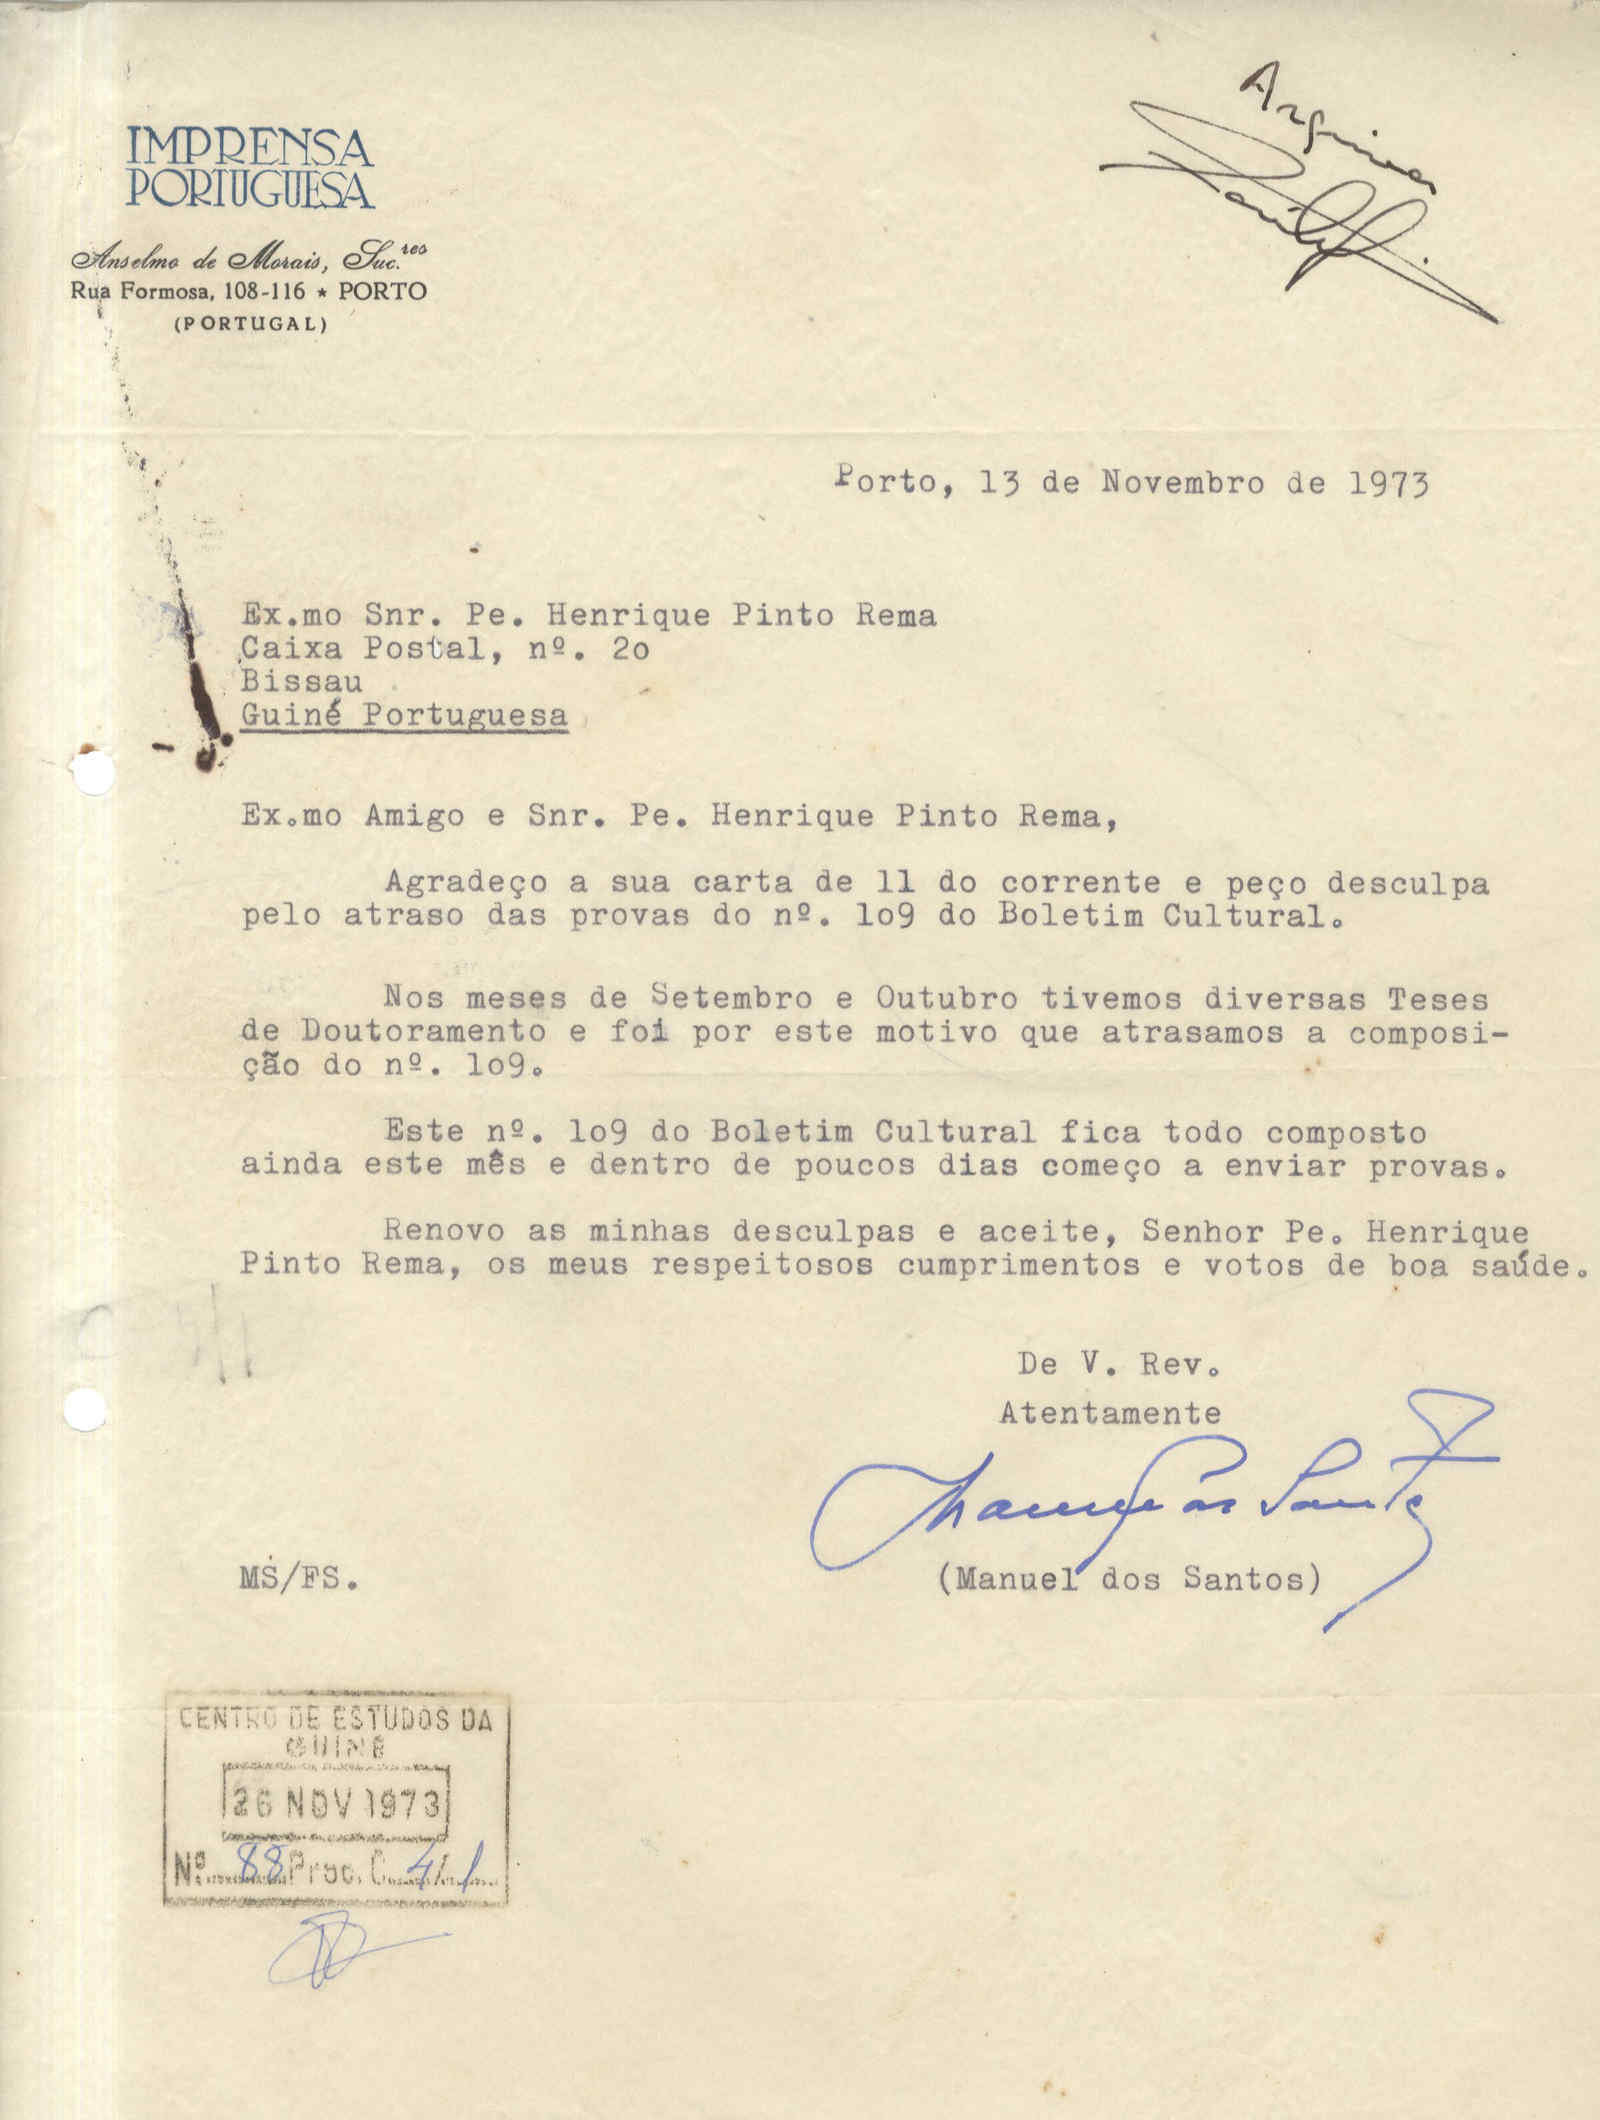 Arquive
IMPRENSA
PORTUGUESA
Anselmo de Morais, Suc.res
Rua Formosa, 108-116 ★ PORTO
(PORTUGAL)
Porto, 13 de Novembro de 1973
Ex.mo Snr. Pe. Henrique Pinto Rema
Caixa Postal, nº. 2o
Bissau
Guiné Portuguesa
Ex.mo Amigo e Snr. Pe. Henrique Pinto Rema,
Agradeço a sua carta de 11 do corrente e peço desculpa
pelo atraso das provas do nº. 1o9 do Boletim Cultural.
Nos meses de Setembro e Outubro tivemos diversas Teses
de Doutoramento e foi por este motivo que atrasamos a composi-
ção do nº. 1o9.
Este nº. 1o9 do Boletim Cultural fica todo composto
ainda este mês e dentro de poucos dias começo a enviar provas.
Renovo as minhas desculpas e aceite, Senhor Pe. Henrique
Pinto Rema, os meus respeitosos cumprimentos e votos de boa saúde.
De V. Rev.
Atentamente
Manuel dos Santos
MS/FS.
(Manuel dos Santos)
CENTRO DE ESTUDOS DA
GUINÉ
26 NOV 1973
Nº 88 Proc. C 4/1